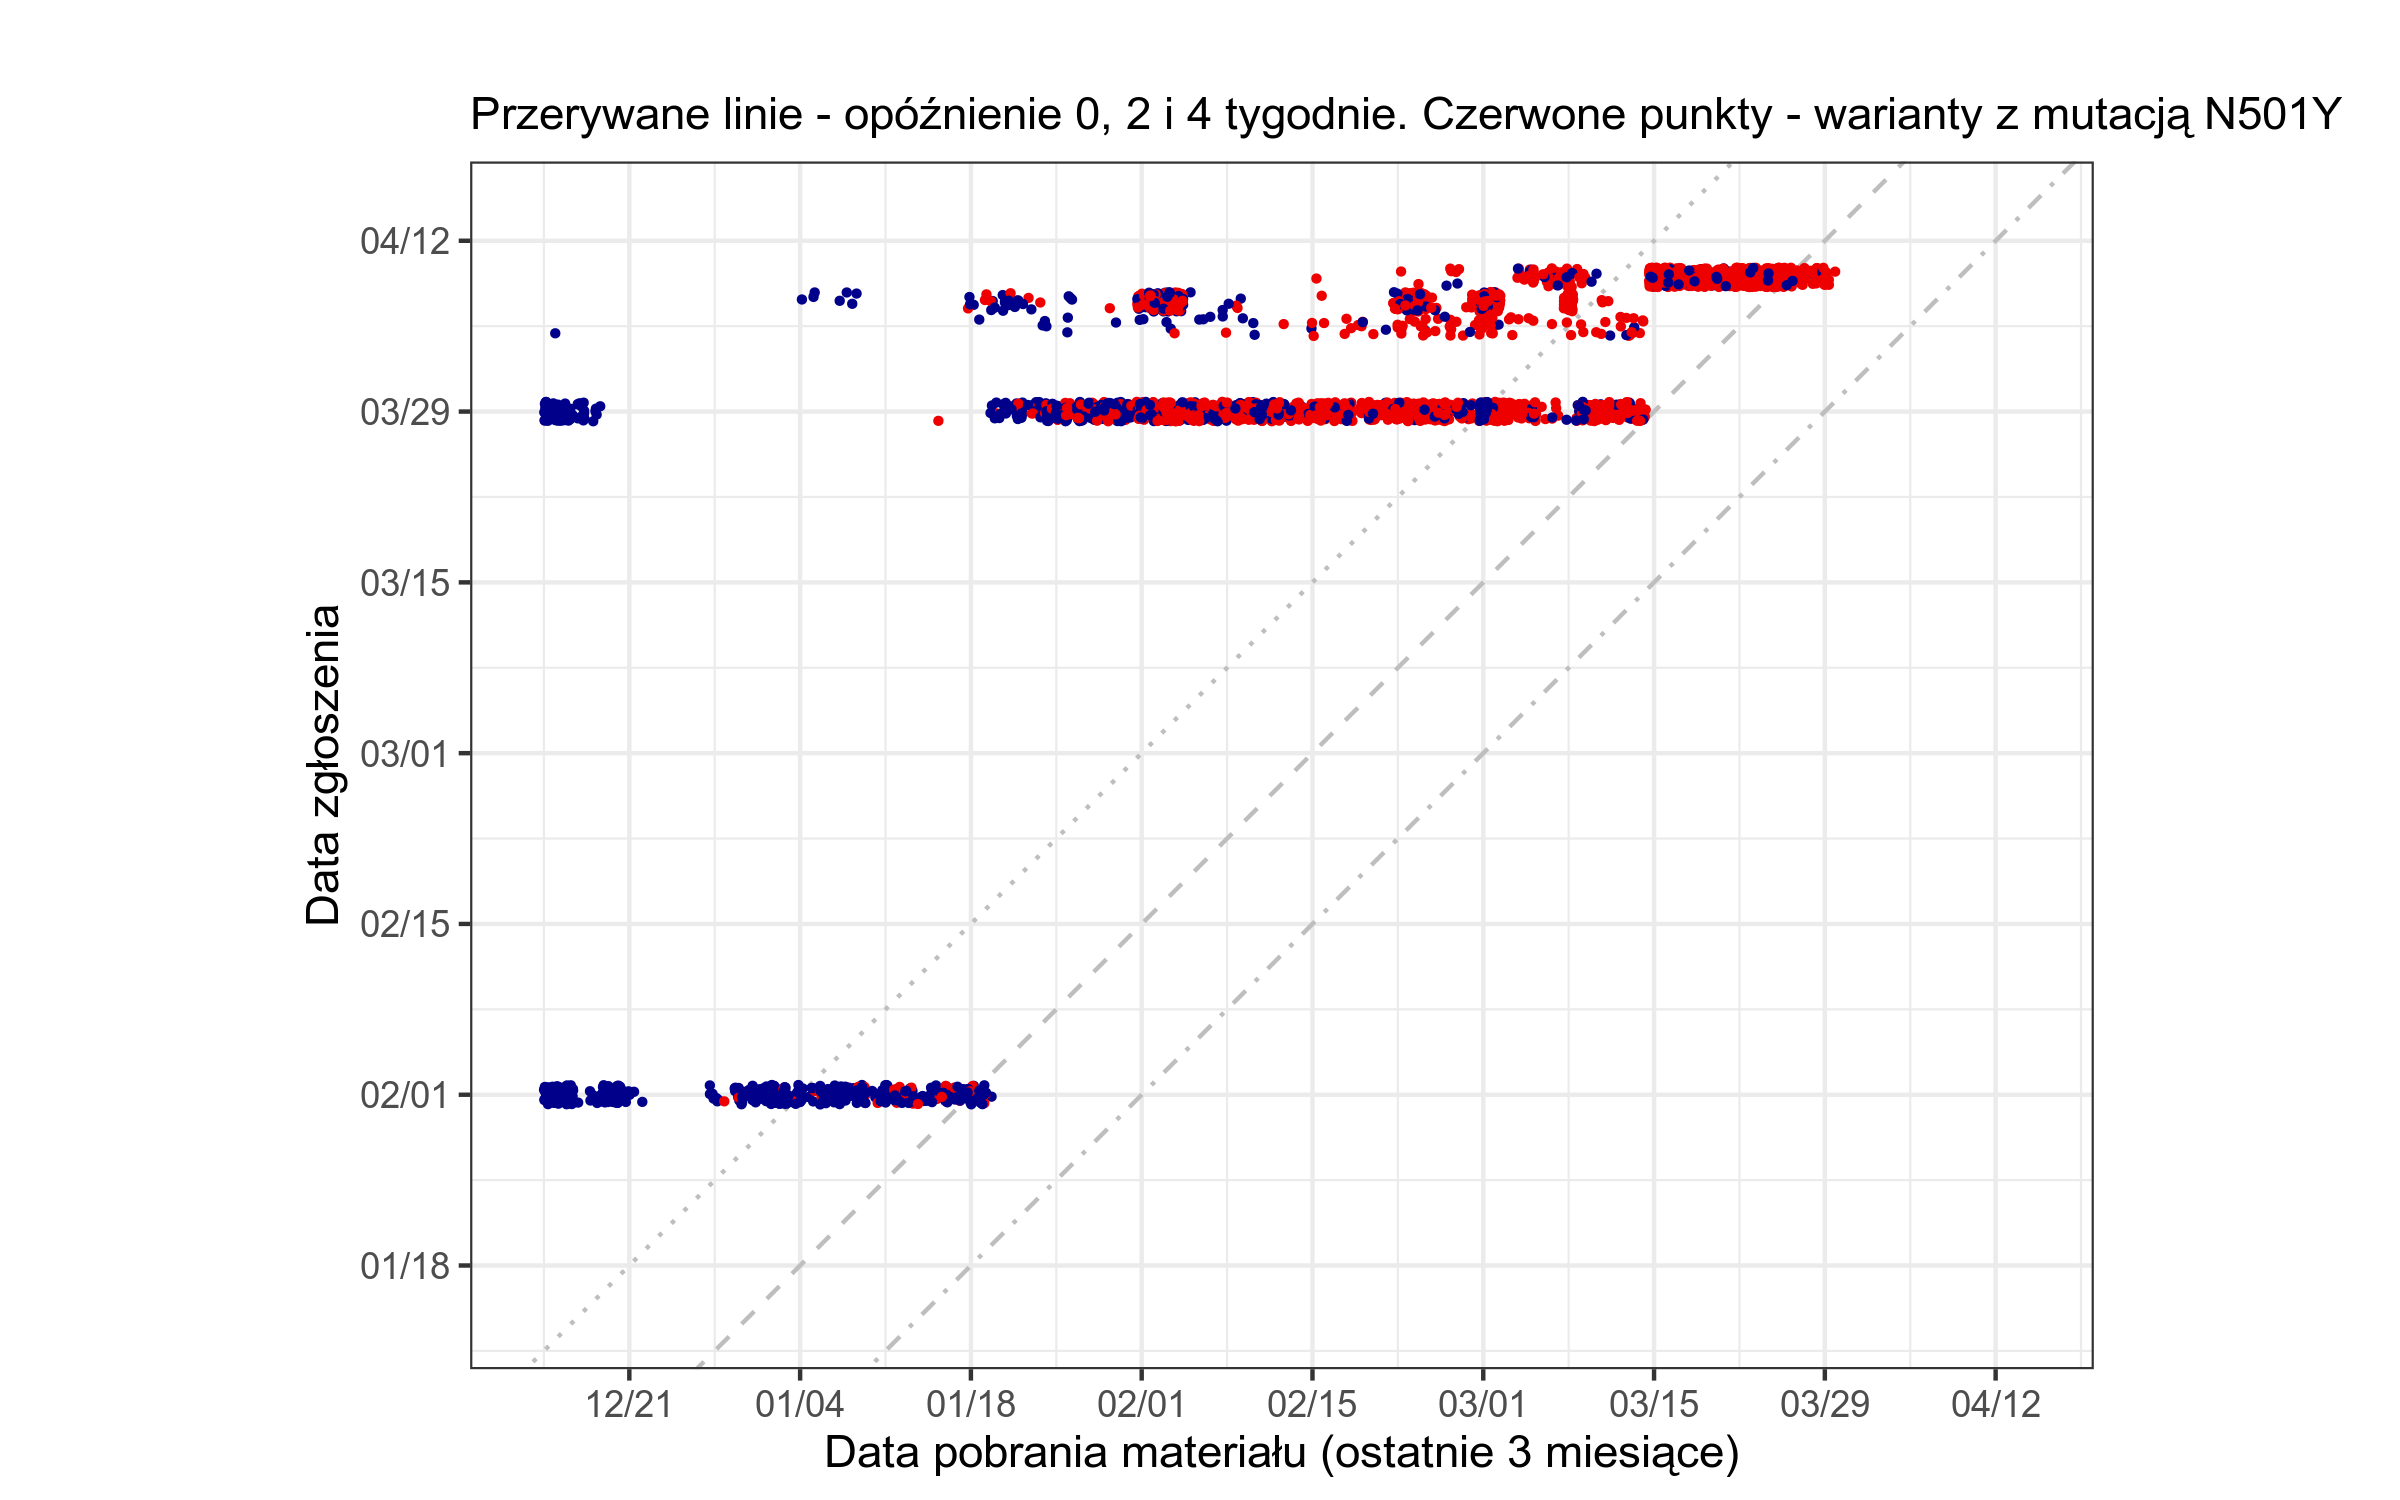 Przerywane linie - opóźnienie 0, 2 i 4 tygodnie. Czerwone punkty - warianty z mutacją N501Y
04/12
03/29
03/15
03/01
02/15
02/01
01/18
Data zgłoszenia
12/21 01/04 01/18 02/01 02/15 03/01 03/15 03/29 04/12
Data pobrania materiału (ostatnie 3 miesiące)